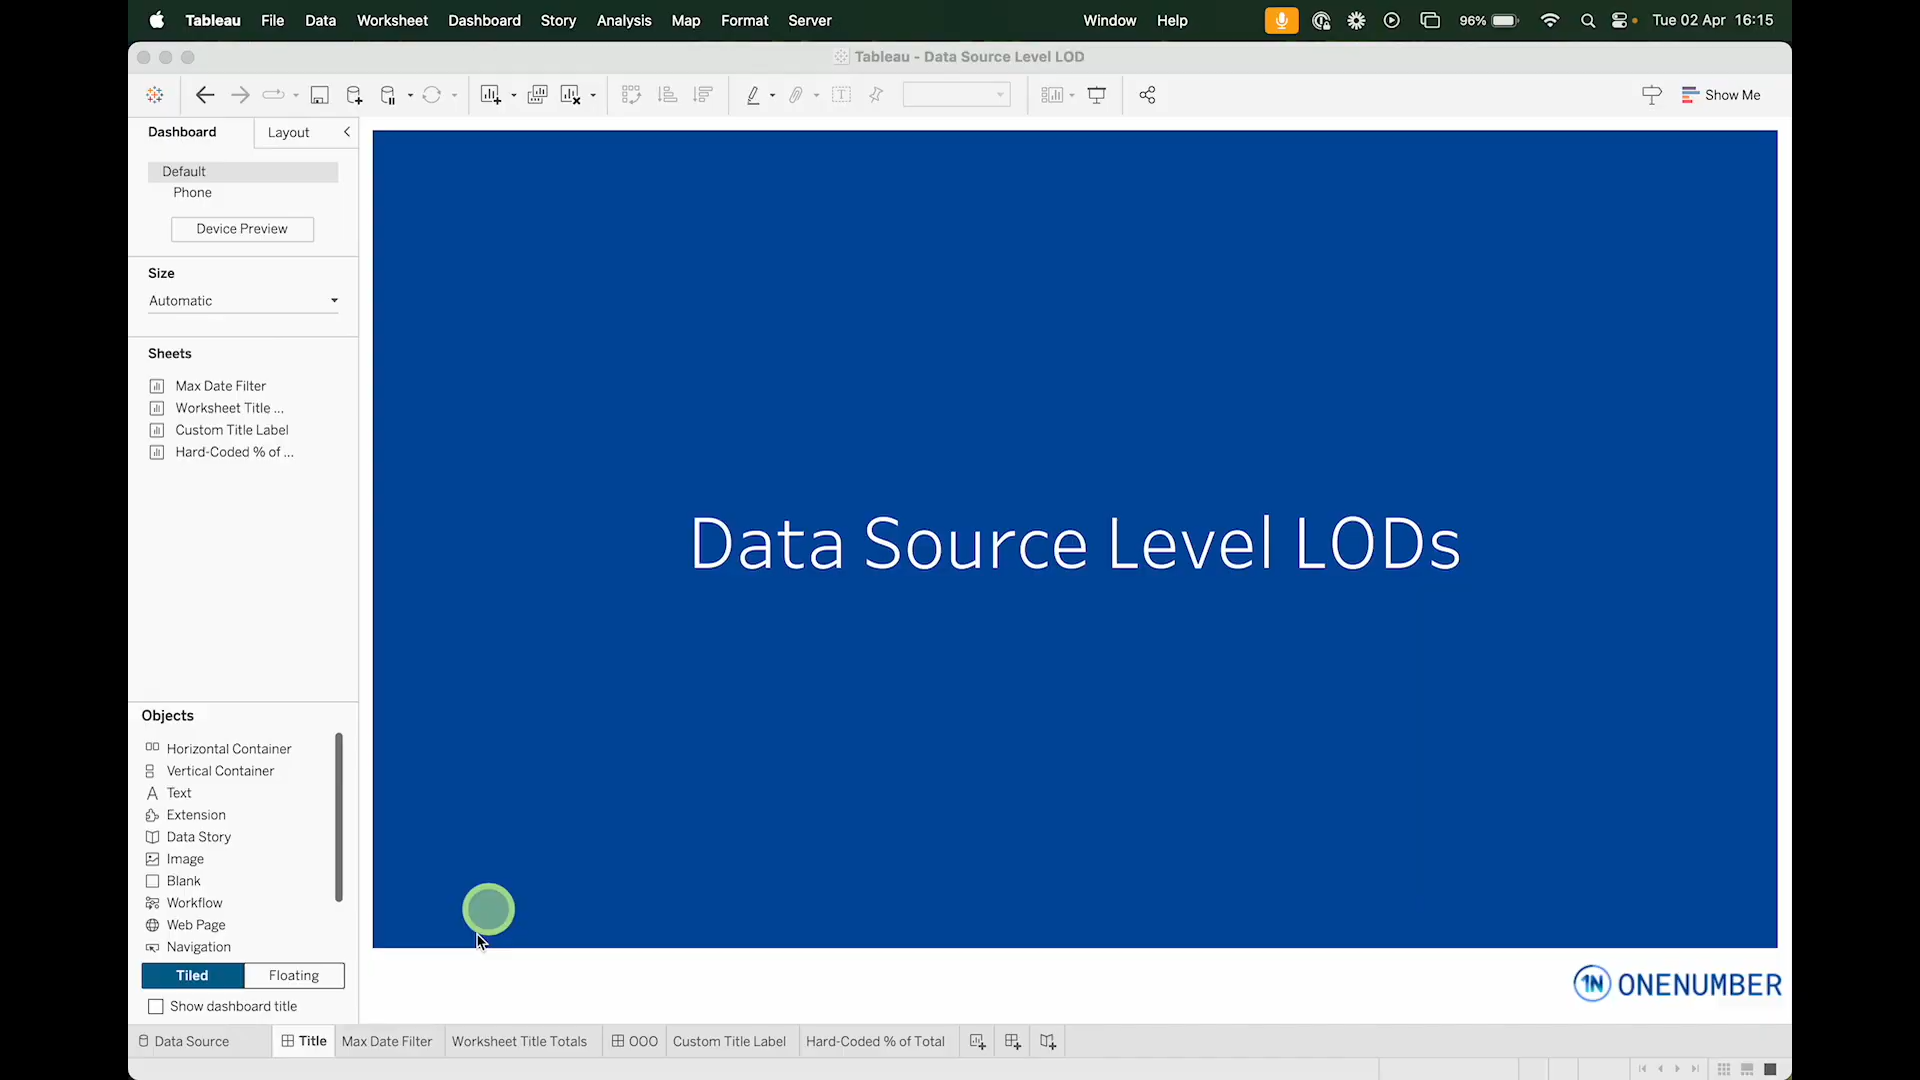 Tableau File Data Worksheet Dashboard Story Analysis Map Format Server Window Help 96% Tue 02 Apr 16:15
Tableau - Data Source Level LOD
Show Me
Dashboard Layout
Default
Phone
Device Preview
Size
Automatic
Sheets
Max Date Filter
Worksheet Title ...
Custom Title Label
Hard-Coded % of ...
Data Source Level LODs
Objects
Horizontal Container
Vertical Container
Text
Extension
Data Story
Image
Blank
Workflow
Web Page
Navigation
Tiled Floating
Show dashboard title
1N ONENUMBER
Data Source Title Max Date Filter Worksheet Title Totals OOO Custom Title Label Hard-Coded % of Total